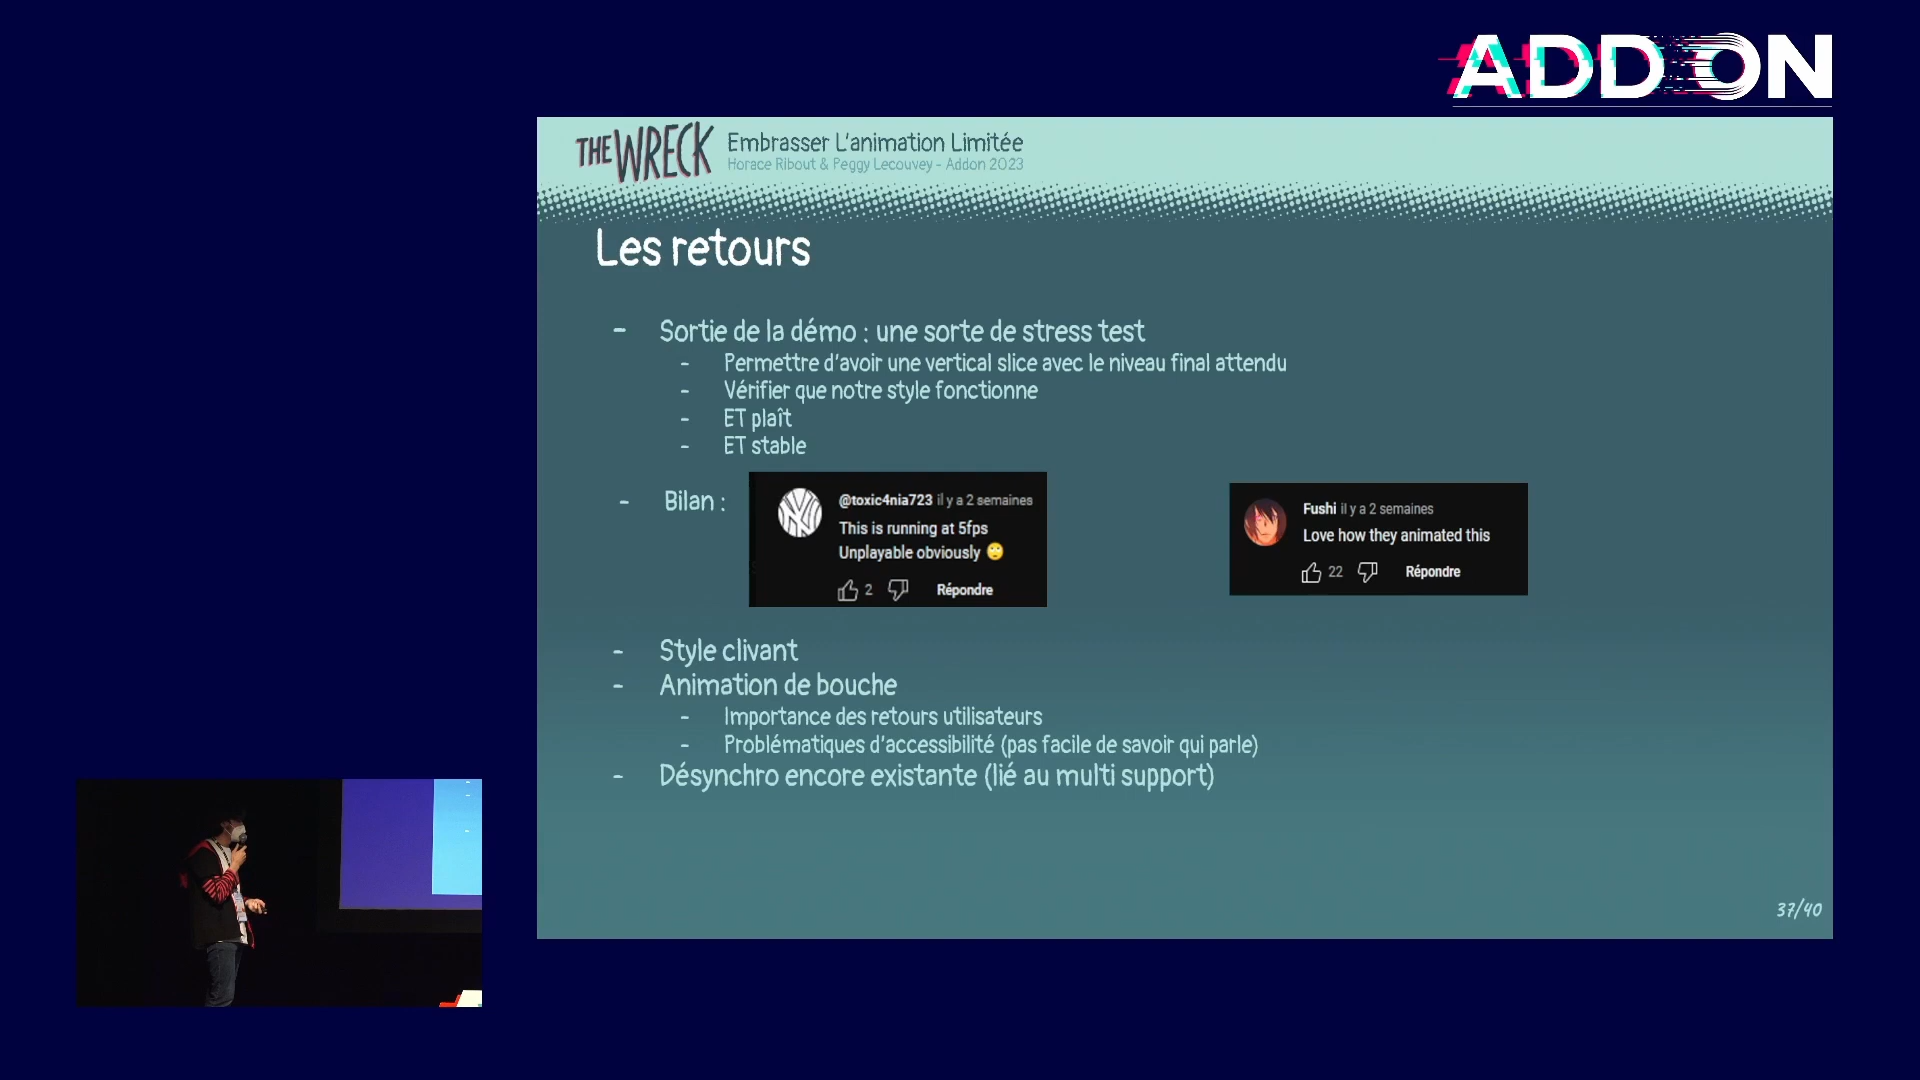 ADDON
THE WRECK
Embrasser L'animation Limitée
Horace Ribout & Peggy Lecouvey - Addon 2023
Les retours
- Sortie de la démo : une sorte de stress test
- Permettre d'avoir une vertical slice avec le niveau final attendu
- Vérifier que notre style fonctionne
- ET plaît
- ET stable
- Bilan :
@toxic4nia723 il y a 2 semaines
This is running at 5fps
Unplayable obviously 🙄
2 Répondre
Fushi il y a 2 semaines
Love how they animated this
22 Répondre
- Style clivant
- Animation de bouche
- Importance des retours utilisateurs
- Problématiques d'accessibilité (pas facile de savoir qui parle)
- Désynchro encore existante (lié au multi support)
37/40